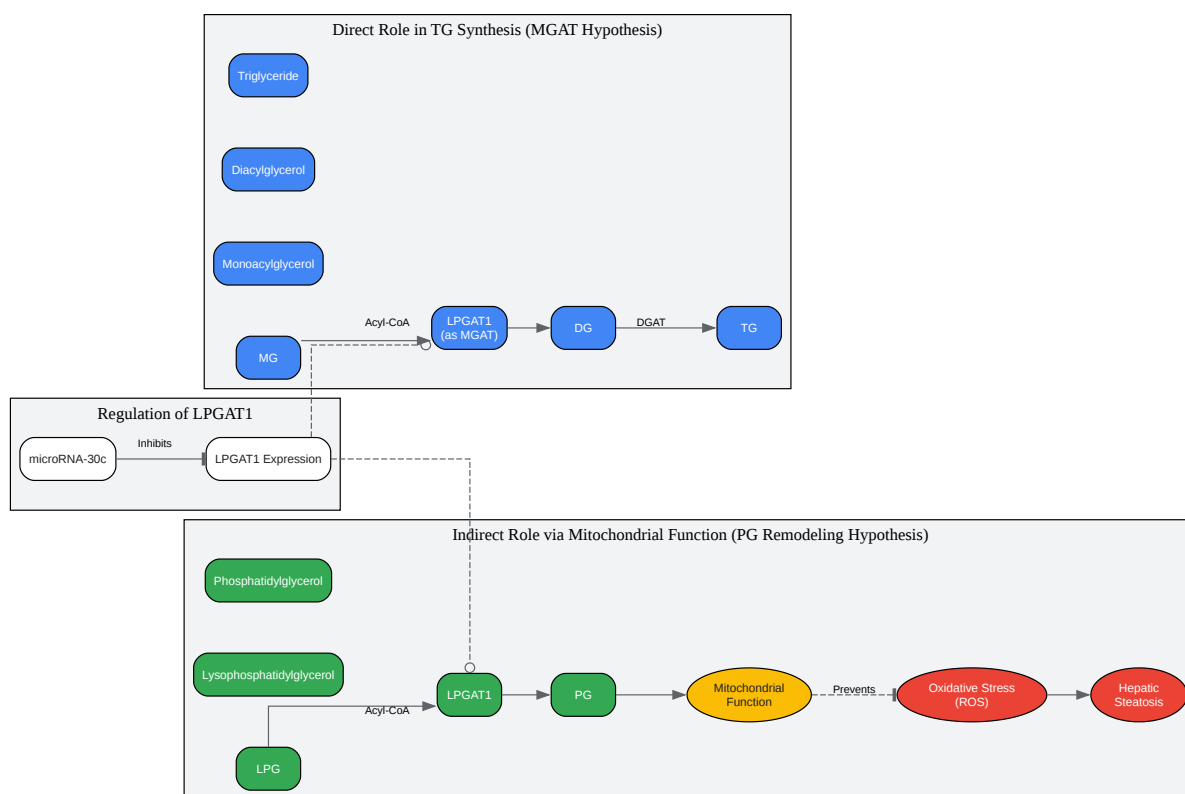 Direct Role in TG Synthesis (MGAT Hypothesis)
Triglyceride
Diacylglycerol
Monoacylglycerol
Acyl-CoA
LPGAT1
(as MGAT)
DG
DGAT
TG
MG
Regulation of LPGAT1
microRNA-30c
Inhibits
LPGAT1 Expression
Indirect Role via Mitochondrial Function (PG Remodeling Hypothesis)
Phosphatidylglycerol
Lysophosphatidylglycerol
Acyl-CoA
LPGAT1
PG
Mitochondrial
Function
Prevents
Oxidative Stress
(ROS)
Hepatic
Steatosis
LPG